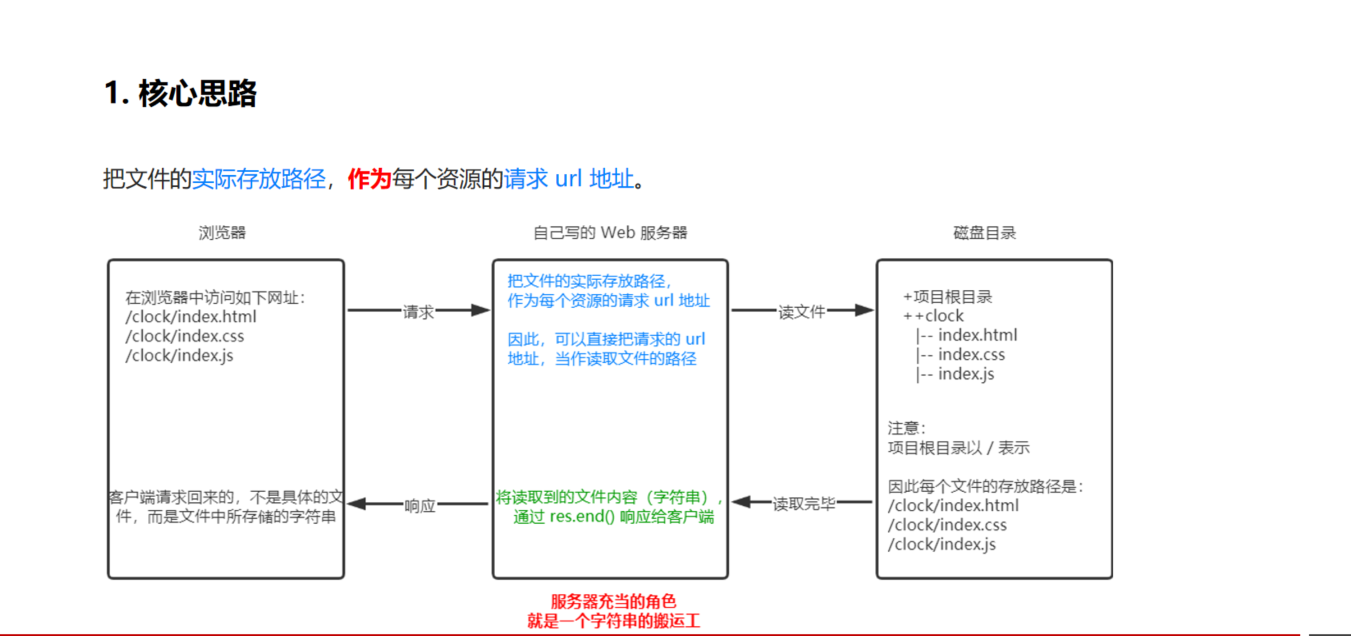 1. 核心思路
把文件的实际存放路径，作为每个资源的请求 url 地址。
浏览器
自己写的 Web 服务器
磁盘目录
在浏览器中访问如下网址：
/clock/index.html
/clock/index.css
/clock/index.js
请求
把文件的实际存放路径，
作为每个资源的请求 url 地址
因此，可以直接把请求的 url
地址，当作读取文件的路径
读文件
+项目根目录
++clock
|-- index.html
|-- index.css
|-- index.js
注意：
项目根目录以 / 表示
因此每个文件的存放路径是：
/clock/index.html
/clock/index.css
/clock/index.js
读取完毕
将读取到的文件内容（字符串），
通过 res.end() 响应给客户端
响应
客户端请求回来的，不是具体的文
件，而是文件中所存储的字符串
服务器充当的角色
就是一个字符串的搬运工